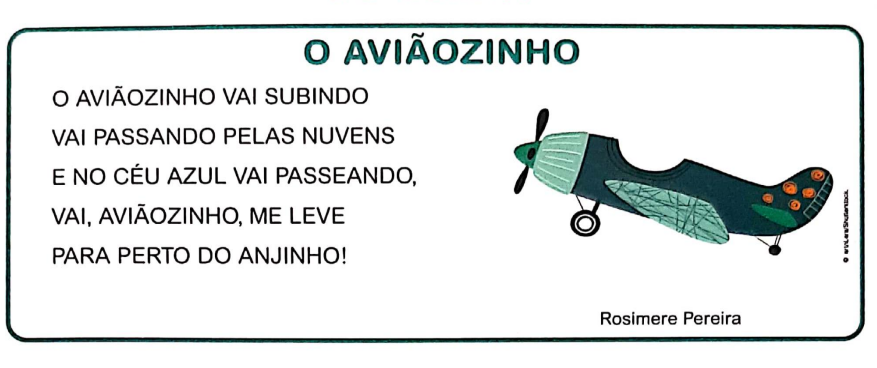 O AVIÃOZINHO
O AVIÃOZINHO VAI SUBINDO
VAI PASSANDO PELAS NUVENS
E NO CÉU AZUL VAI PASSEANDO,
VAI, AVIÃOZINHO, ME LEVE
PARA PERTO DO ANJINHO!
Rosimere Pereira